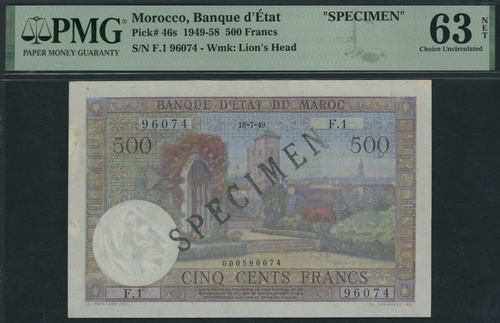 PMG
PAPER MONEY GUARANTY
Morocco, Banque d'État "SPECIMEN"
Pick# 46s 1949-58 500 Francs
S/N F.1 96074 - Wmk: Lion's Head
63 NET
Choice Uncirculated
BANQUE D'ÉTAT DU MAROC
96074 18-7-49 F.1
500 500
SPECIMEN
000596074
CINQ CENTS FRANCS
F.1 96074